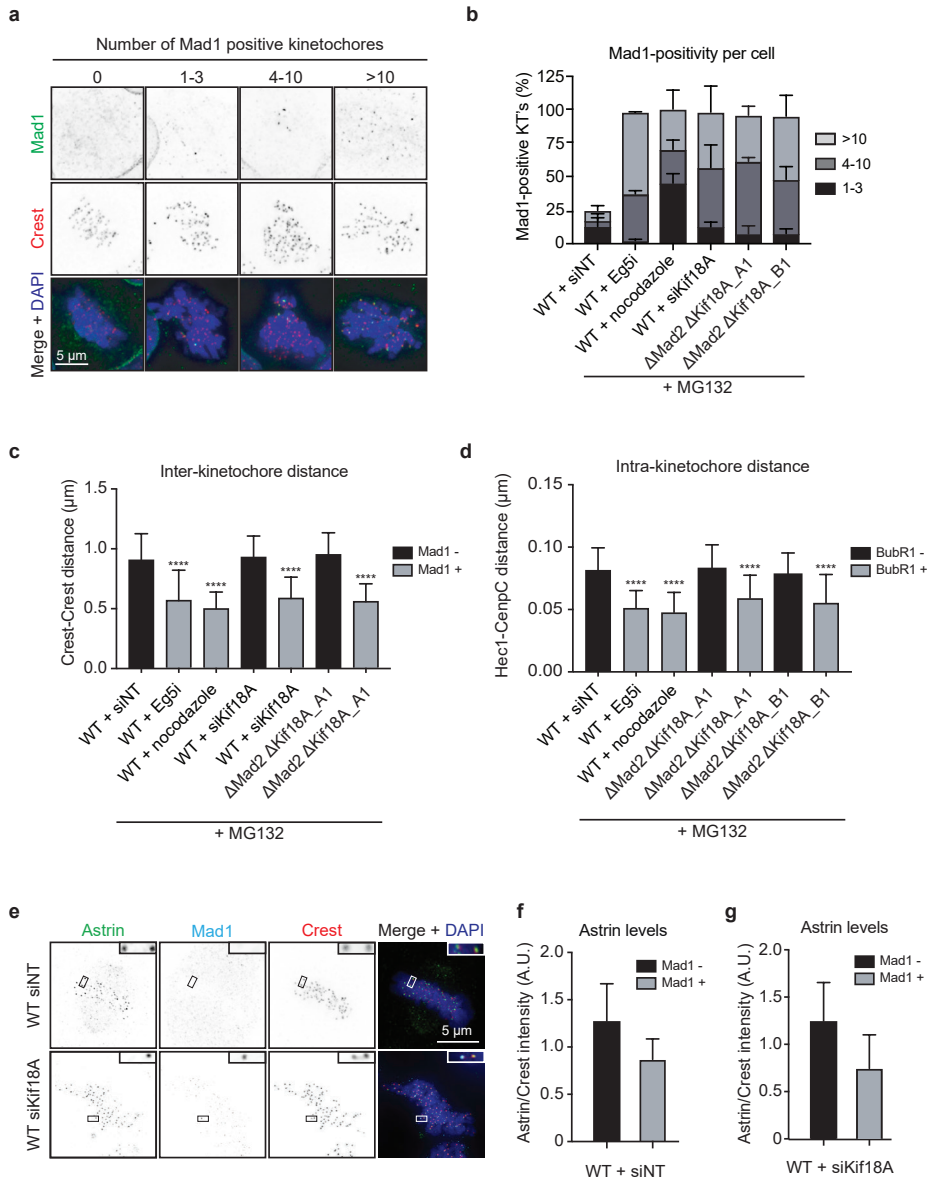 a
Number of Mad1 positive kinetochores
0 1-3 4-10 >10
Mad1
Crest
Merge + DAPI
5 µm
b
Mad1-positivity per cell
Mad1-positive KT's (%)
125
100
75
50
25
0
>10
4-10
1-3
WT + siNT
WT + Eg5i
WT + nocodazole
WT + siKif18A
ΔMad2 ΔKif18A_A1
ΔMad2 ΔKif18A_B1
+ MG132
c
Inter-kinetochore distance
Crest-Crest distance (µm)
1.5
1.0
0.5
0.0
**** **** **** ****
Mad1 -
Mad1 +
WT + siNT
WT + Eg5i
WT + nocodazole
WT + siKif18A
WT + siKif18A
ΔMad2 ΔKif18A_A1
ΔMad2 ΔKif18A_A1
+ MG132
d
Intra-kinetochore distance
Hec1-CenpC distance (µm)
0.15
0.10
0.05
0.00
**** **** **** ****
BubR1 -
BubR1 +
WT + siNT
WT + Eg5i
WT + nocodazole
ΔMad2 ΔKif18A_A1
ΔMad2 ΔKif18A_A1
ΔMad2 ΔKif18A_B1
ΔMad2 ΔKif18A_B1
+ MG132
e
Astrin Mad1 Crest Merge + DAPI
WT siNT
5 µm
WT siKif18A
f
Astrin levels
Astrin/Crest intensity (A.U.)
2.0
1.5
1.0
0.5
0
Mad1 -
Mad1 +
WT + siNT
g
Astrin levels
Astrin/Crest intensity (A.U.)
2.0
1.5
1.0
0.5
0.0
Mad1 -
Mad1 +
WT + siKif18A